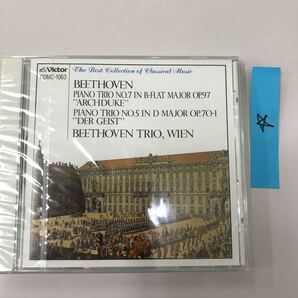 Victor
CDMC-1063
The Best Collection of Classical Music
BEETHOVEN
PIANO TRIO NO.7 IN B-FLAT MAJOR OP.97
"ARCHDUKE"
PIANO TRIO NO.5 IN D MAJOR OP.70-1
"DER GEIST"
BEETHOVEN TRIO, WIEN